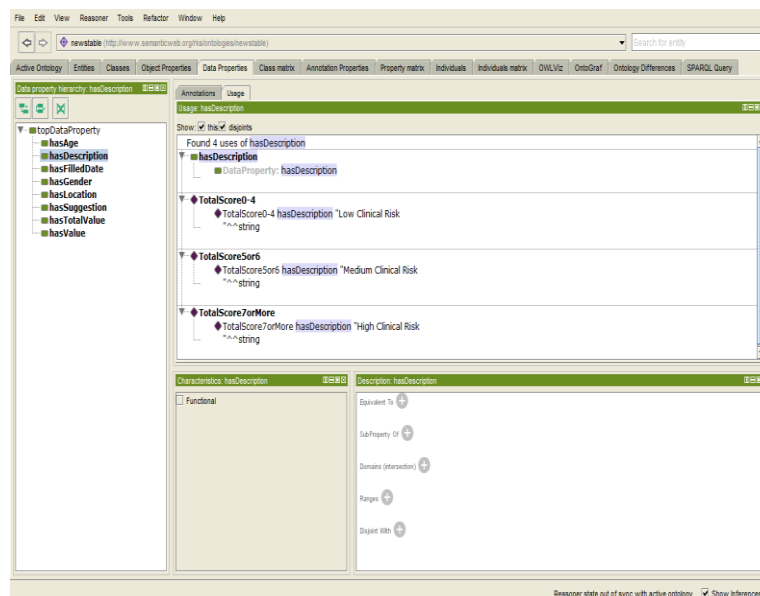 File Edit View Reasoner Tools Refactor Window Help
newstable (http://www.semanticweb.org/rks/ontologies/newstable)
Search for entity
Active Ontology Entities Classes Object Properties Data Properties Class matrix Annotation Properties Property matrix Individuals Individuals matrix OWLViz OntoGraf Ontology Differences SPARQL Query
Data property hierarchy: hasDescription
topDataProperty
hasAge
hasDescription
hasFilledDate
hasGender
hasLocation
hasSuggestion
hasTotalValue
hasValue
Annotations Usage
Usage: hasDescription
Show: this disjoints
Found 4 uses of hasDescription
hasDescription
DataProperty: hasDescription
TotalScore0-4
TotalScore0-4 hasDescription "Low Clinical Risk
"^^string
TotalScore5or6
TotalScore5or6 hasDescription "Medium Clinical Risk
"^^string
TotalScore7orMore
TotalScore7orMore hasDescription "High Clinical Risk
"^^string
Characteristics: hasDescription
Functional
Description: hasDescription
Equivalent To
SubProperty Of
Domains (intersection)
Ranges
Disjoint With
Reasoner state out of sync with active ontology Show Inferences